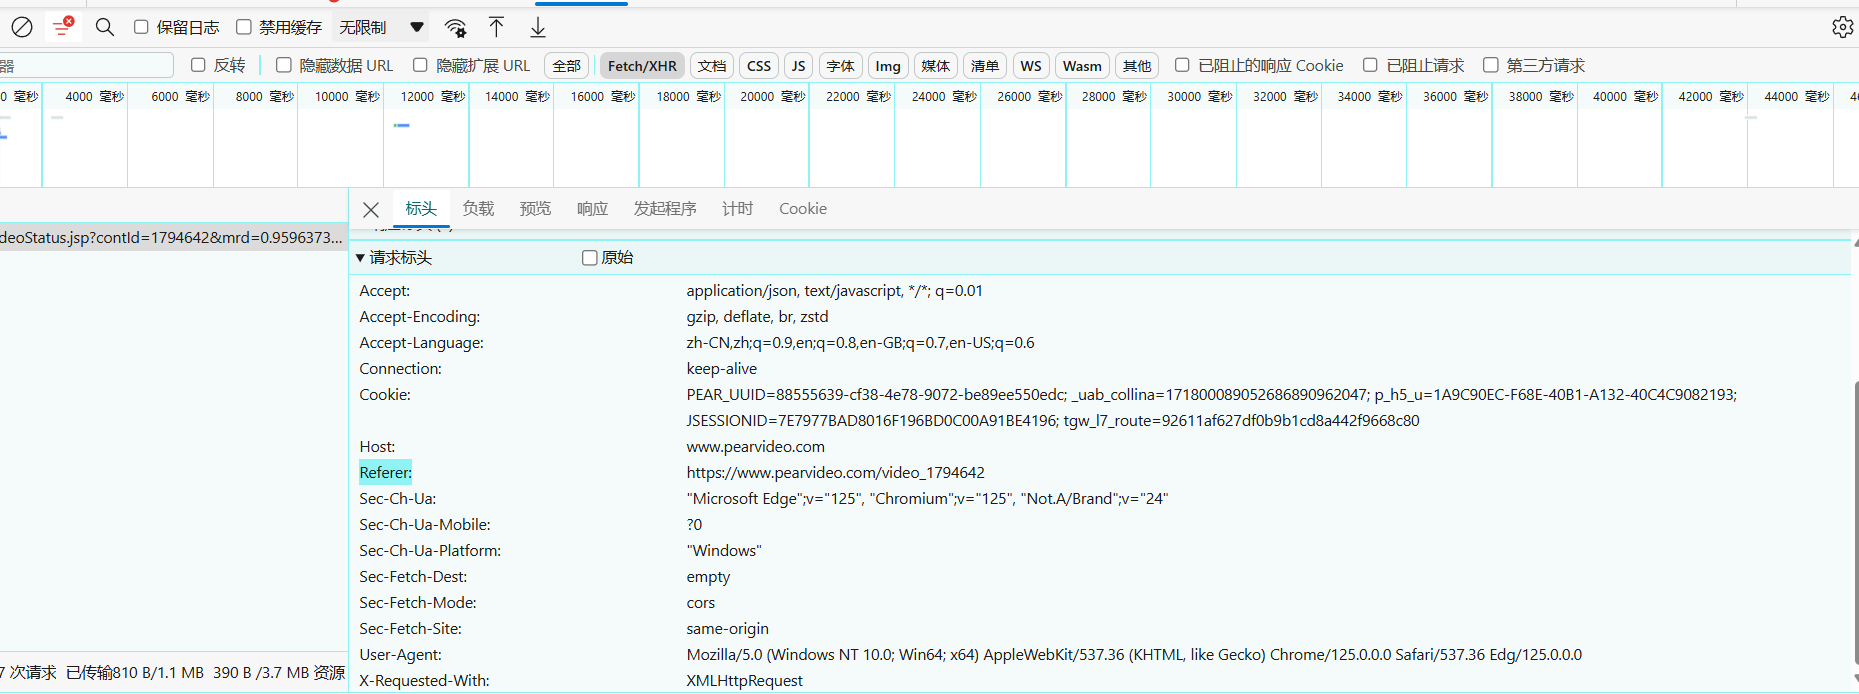 保留日志 禁用缓存 无限制
器 反转 隐藏数据 URL 隐藏扩展 URL 全部 Fetch/XHR 文档 CSS JS 字体 Img 媒体 清单 WS Wasm 其他 已阻止的响应 Cookie 已阻止请求 第三方请求
0 毫秒 4000 毫秒 6000 毫秒 8000 毫秒 10000 毫秒 12000 毫秒 14000 毫秒 16000 毫秒 18000 毫秒 20000 毫秒 22000 毫秒 24000 毫秒 26000 毫秒 28000 毫秒 30000 毫秒 32000 毫秒 34000 毫秒 36000 毫秒 38000 毫秒 40000 毫秒 42000 毫秒 44000 毫秒
标头 负载 预览 响应 发起程序 计时 Cookie
deoStatus.jsp?contId=1794642&mrd=0.9596373...
请求标头 原始
Accept: application/json, text/javascript, */*; q=0.01
Accept-Encoding: gzip, deflate, br, zstd
Accept-Language: zh-CN,zh;q=0.9,en;q=0.8,en-GB;q=0.7,en-US;q=0.6
Connection: keep-alive
Cookie: PEAR_UUID=88555639-cf38-4e78-9072-be89ee550edc; _uab_collina=171800089052686890962047; p_h5_u=1A9C90EC-F68E-40B1-A132-40C4C9082193;
JSESSIONID=7E7977BAD8016F196BD0C00A91BE4196; tgw_l7_route=92611af627df0b9b1cd8a442f9668c80
Host: www.pearvideo.com
Referer: https://www.pearvideo.com/video_1794642
Sec-Ch-Ua: "Microsoft Edge";v="125", "Chromium";v="125", "Not.A/Brand";v="24"
Sec-Ch-Ua-Mobile: ?0
Sec-Ch-Ua-Platform: "Windows"
Sec-Fetch-Dest: empty
Sec-Fetch-Mode: cors
Sec-Fetch-Site: same-origin
User-Agent: Mozilla/5.0 (Windows NT 10.0; Win64; x64) AppleWebKit/537.36 (KHTML, like Gecko) Chrome/125.0.0.0 Safari/537.36 Edg/125.0.0.0
X-Requested-With: XMLHttpRequest
7 次请求 已传输810 B/1.1 MB 390 B /3.7 MB 资源